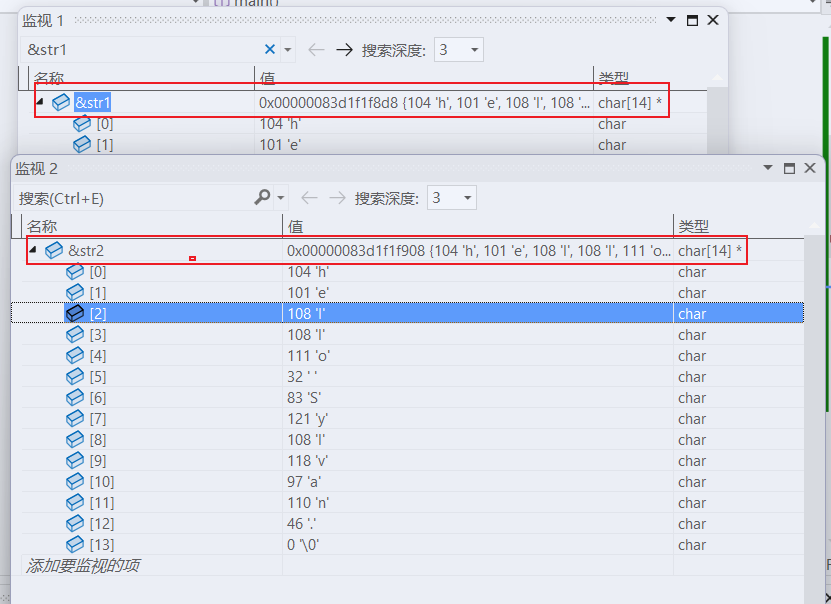 main()
监视 1
&str1
搜索深度: 3
名称 值 类型
&str1 0x00000083d1f1f8d8 {104 'h', 101 'e', 108 'l', 108 '... char[14] *
[0] 104 'h' char
[1] 101 'e' char
监视 2
搜索(Ctrl+E) 搜索深度: 3
名称 值 类型
&str2 0x00000083d1f1f908 {104 'h', 101 'e', 108 'l', 108 'l', 111 'o... char[14] *
[0] 104 'h' char
[1] 101 'e' char
[2] 108 'l' char
[3] 108 'l' char
[4] 111 'o' char
[5] 32 ' ' char
[6] 83 'S' char
[7] 121 'y' char
[8] 108 'l' char
[9] 118 'v' char
[10] 97 'a' char
[11] 110 'n' char
[12] 46 '.' char
[13] 0 '\0' char
添加要监视的项